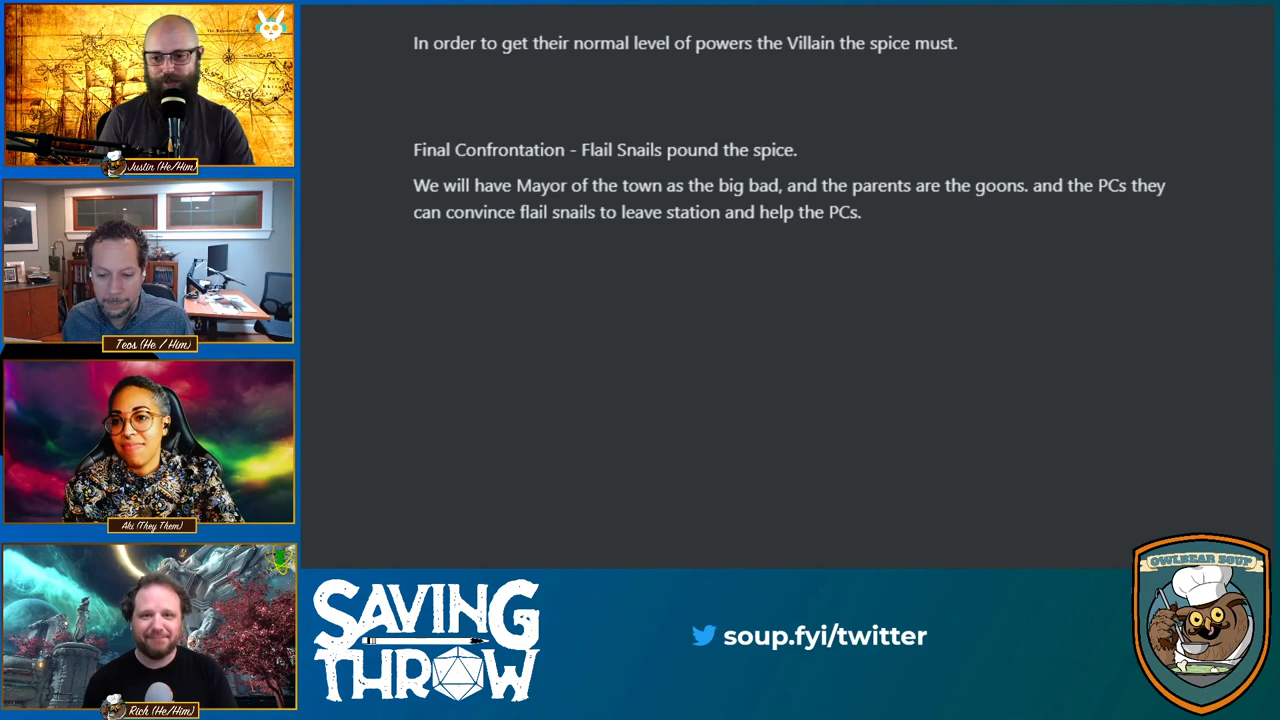 In order to get their normal level of powers the Villain the spice must.
Final Confrontation - Flail Snails pound the spice.
We will have Mayor of the town as the big bad, and the parents are the goons. and the PCs they
can convince flail snails to leave station and help the PCs.
Justin (He/Him)
Teos (He / Him)
Aki (They Them)
Rich (He/Him)
SAVING
THROW
soup.fyi/twitter
OWLBEAR SOUP